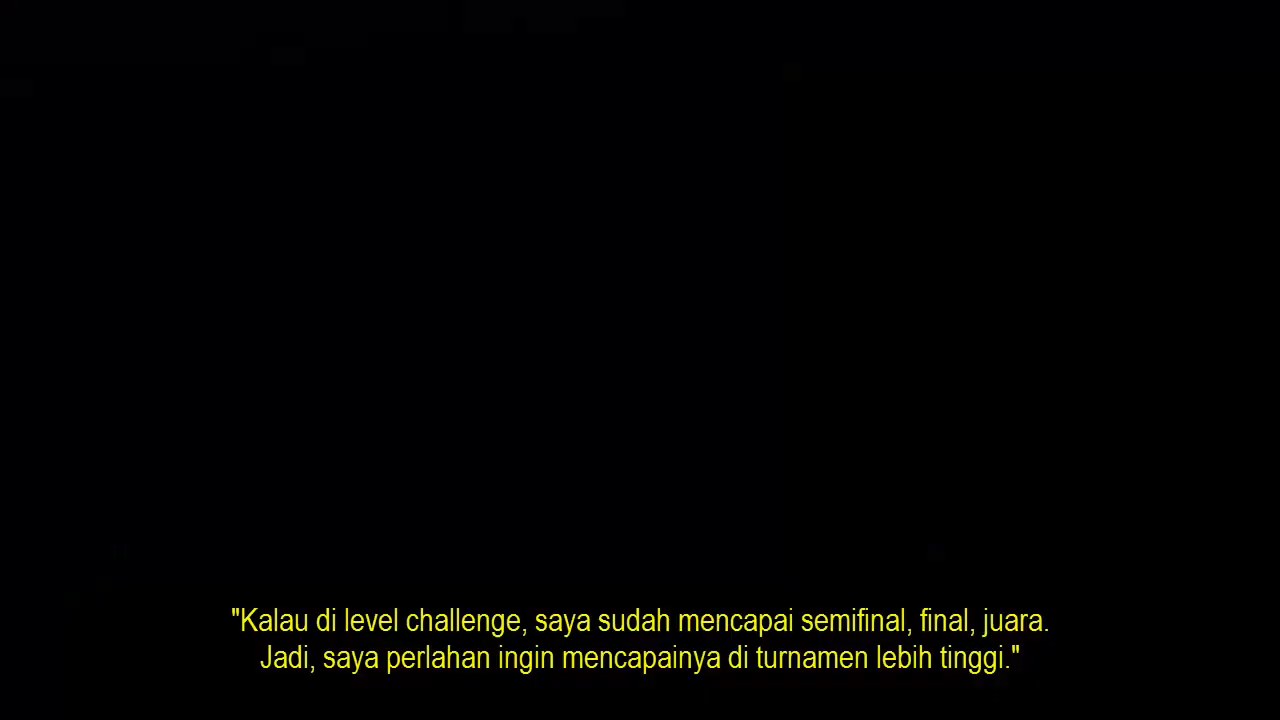 "Kalau di level challenge, saya sudah mencapai semifinal, final, juara.
Jadi, saya perlahan ingin mencapainya di turnamen lebih tinggi."